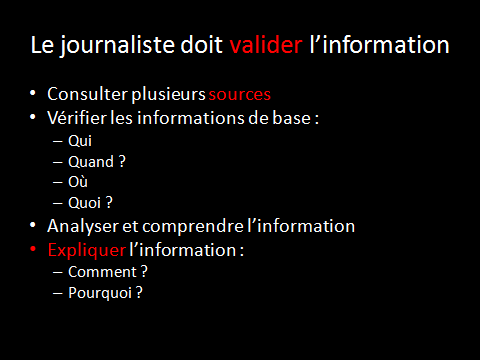 Le journaliste doit valider l'information
• Consulter plusieurs sources
• Vérifier les informations de base :
– Qui
– Quand ?
– Où
– Quoi ?
• Analyser et comprendre l'information
• Expliquer l'information :
– Comment ?
– Pourquoi ?